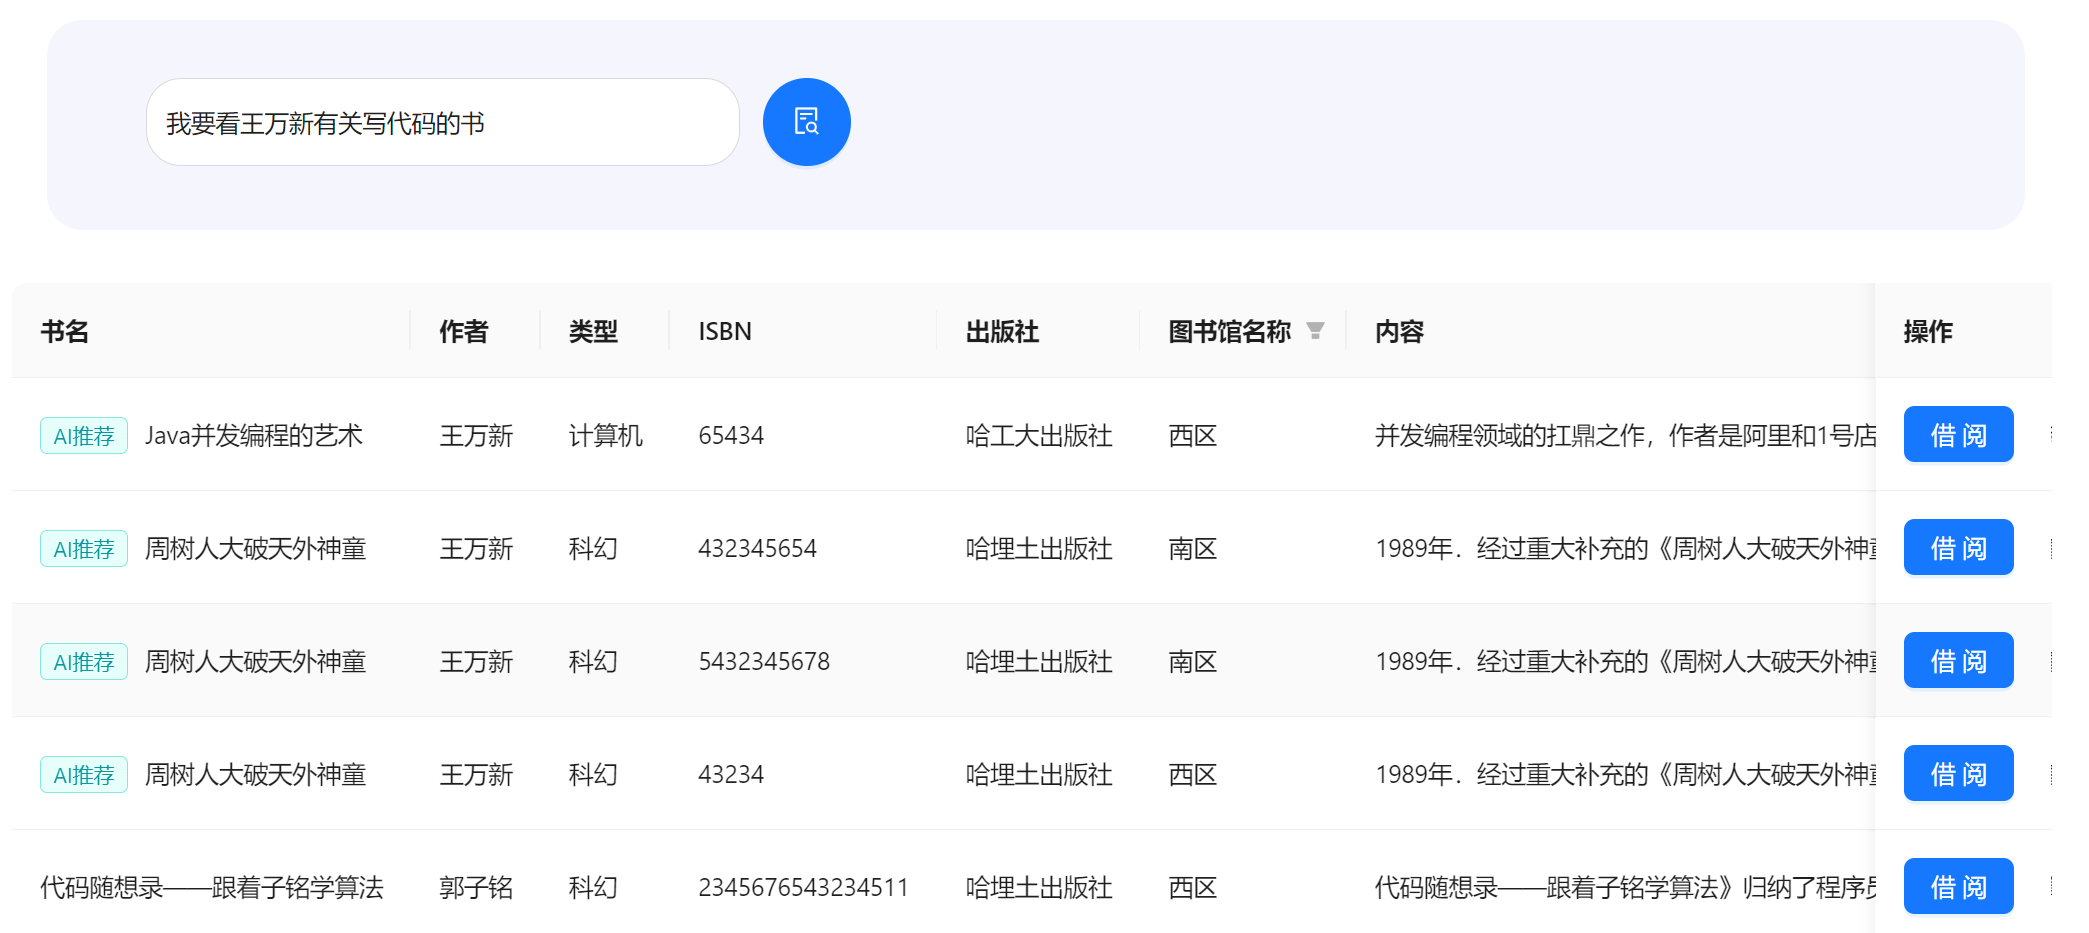 我要看王万新有关写代码的书
书名 作者 类型 ISBN 出版社 图书馆名称 内容 操作
AI推荐 Java并发编程的艺术 王万新 计算机 65434 哈工大出版社 西区 并发编程领域的扛鼎之作，作者是阿里和1号店 借阅
AI推荐 周树人大破天外神童 王万新 科幻 432345654 哈埋土出版社 南区 1989年．经过重大补充的《周树人大破天外神 借阅
AI推荐 周树人大破天外神童 王万新 科幻 5432345678 哈埋土出版社 南区 1989年．经过重大补充的《周树人大破天外神 借阅
AI推荐 周树人大破天外神童 王万新 科幻 43234 哈埋土出版社 西区 1989年．经过重大补充的《周树人大破天外神 借阅
代码随想录——跟着子铭学算法 郭子铭 科幻 2345676543234511 哈埋土出版社 西区 代码随想录——跟着子铭学算法》归纳了程序 借阅